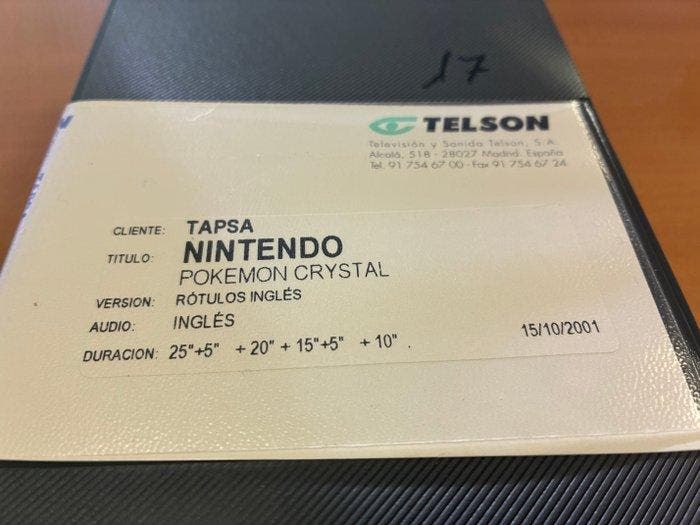 17
TELSON
Televisión y Sonido Telson, S.A.
Alcalá, 518 - 28027 Madrid. España
Tel. 91 754 67 00 - Fax 91 754 67 24
CLIENTE: TAPSA
TITULO: NINTENDO
POKEMON CRYSTAL
VERSION: RÓTULOS INGLÉS
AUDIO: INGLÉS
DURACION: 25"+5" +20" + 15"+5" + 10" .
15/10/2001